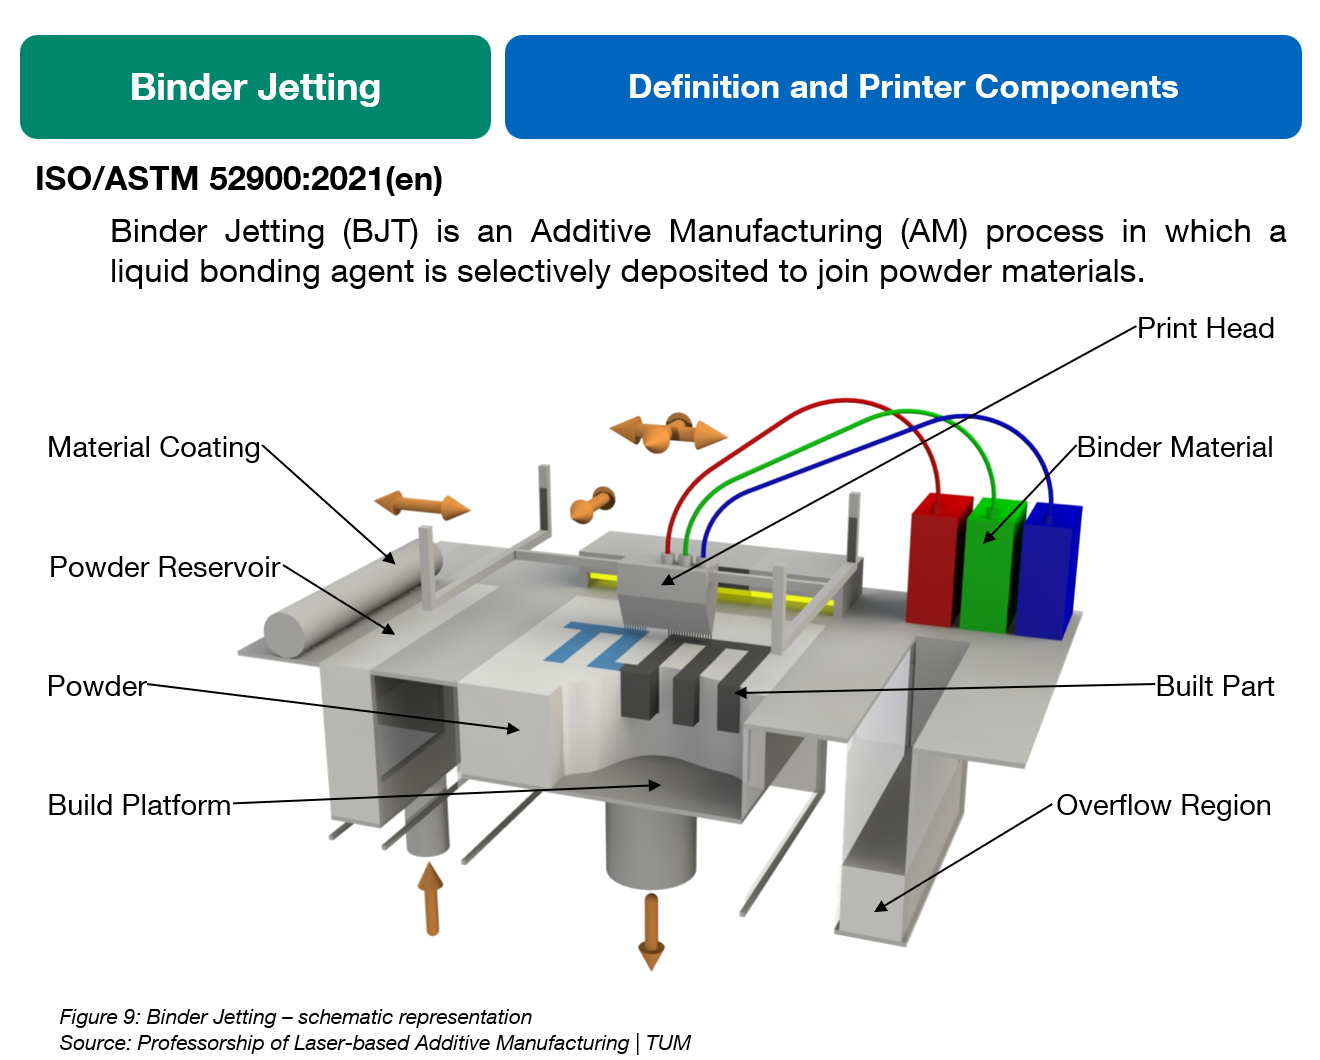 Binder Jetting
Definition and Printer Components
ISO/ASTM 52900:2021(en)
Binder Jetting (BJT) is an Additive Manufacturing (AM) process in which a
liquid bonding agent is selectively deposited to join powder materials.
Print Head
Material Coating
Binder Material
Powder Reservoir
Powder
Built Part
Build Platform
Overflow Region
Figure 9: Binder Jetting – schematic representation
Source: Professorship of Laser-based Additive Manufacturing | TUM